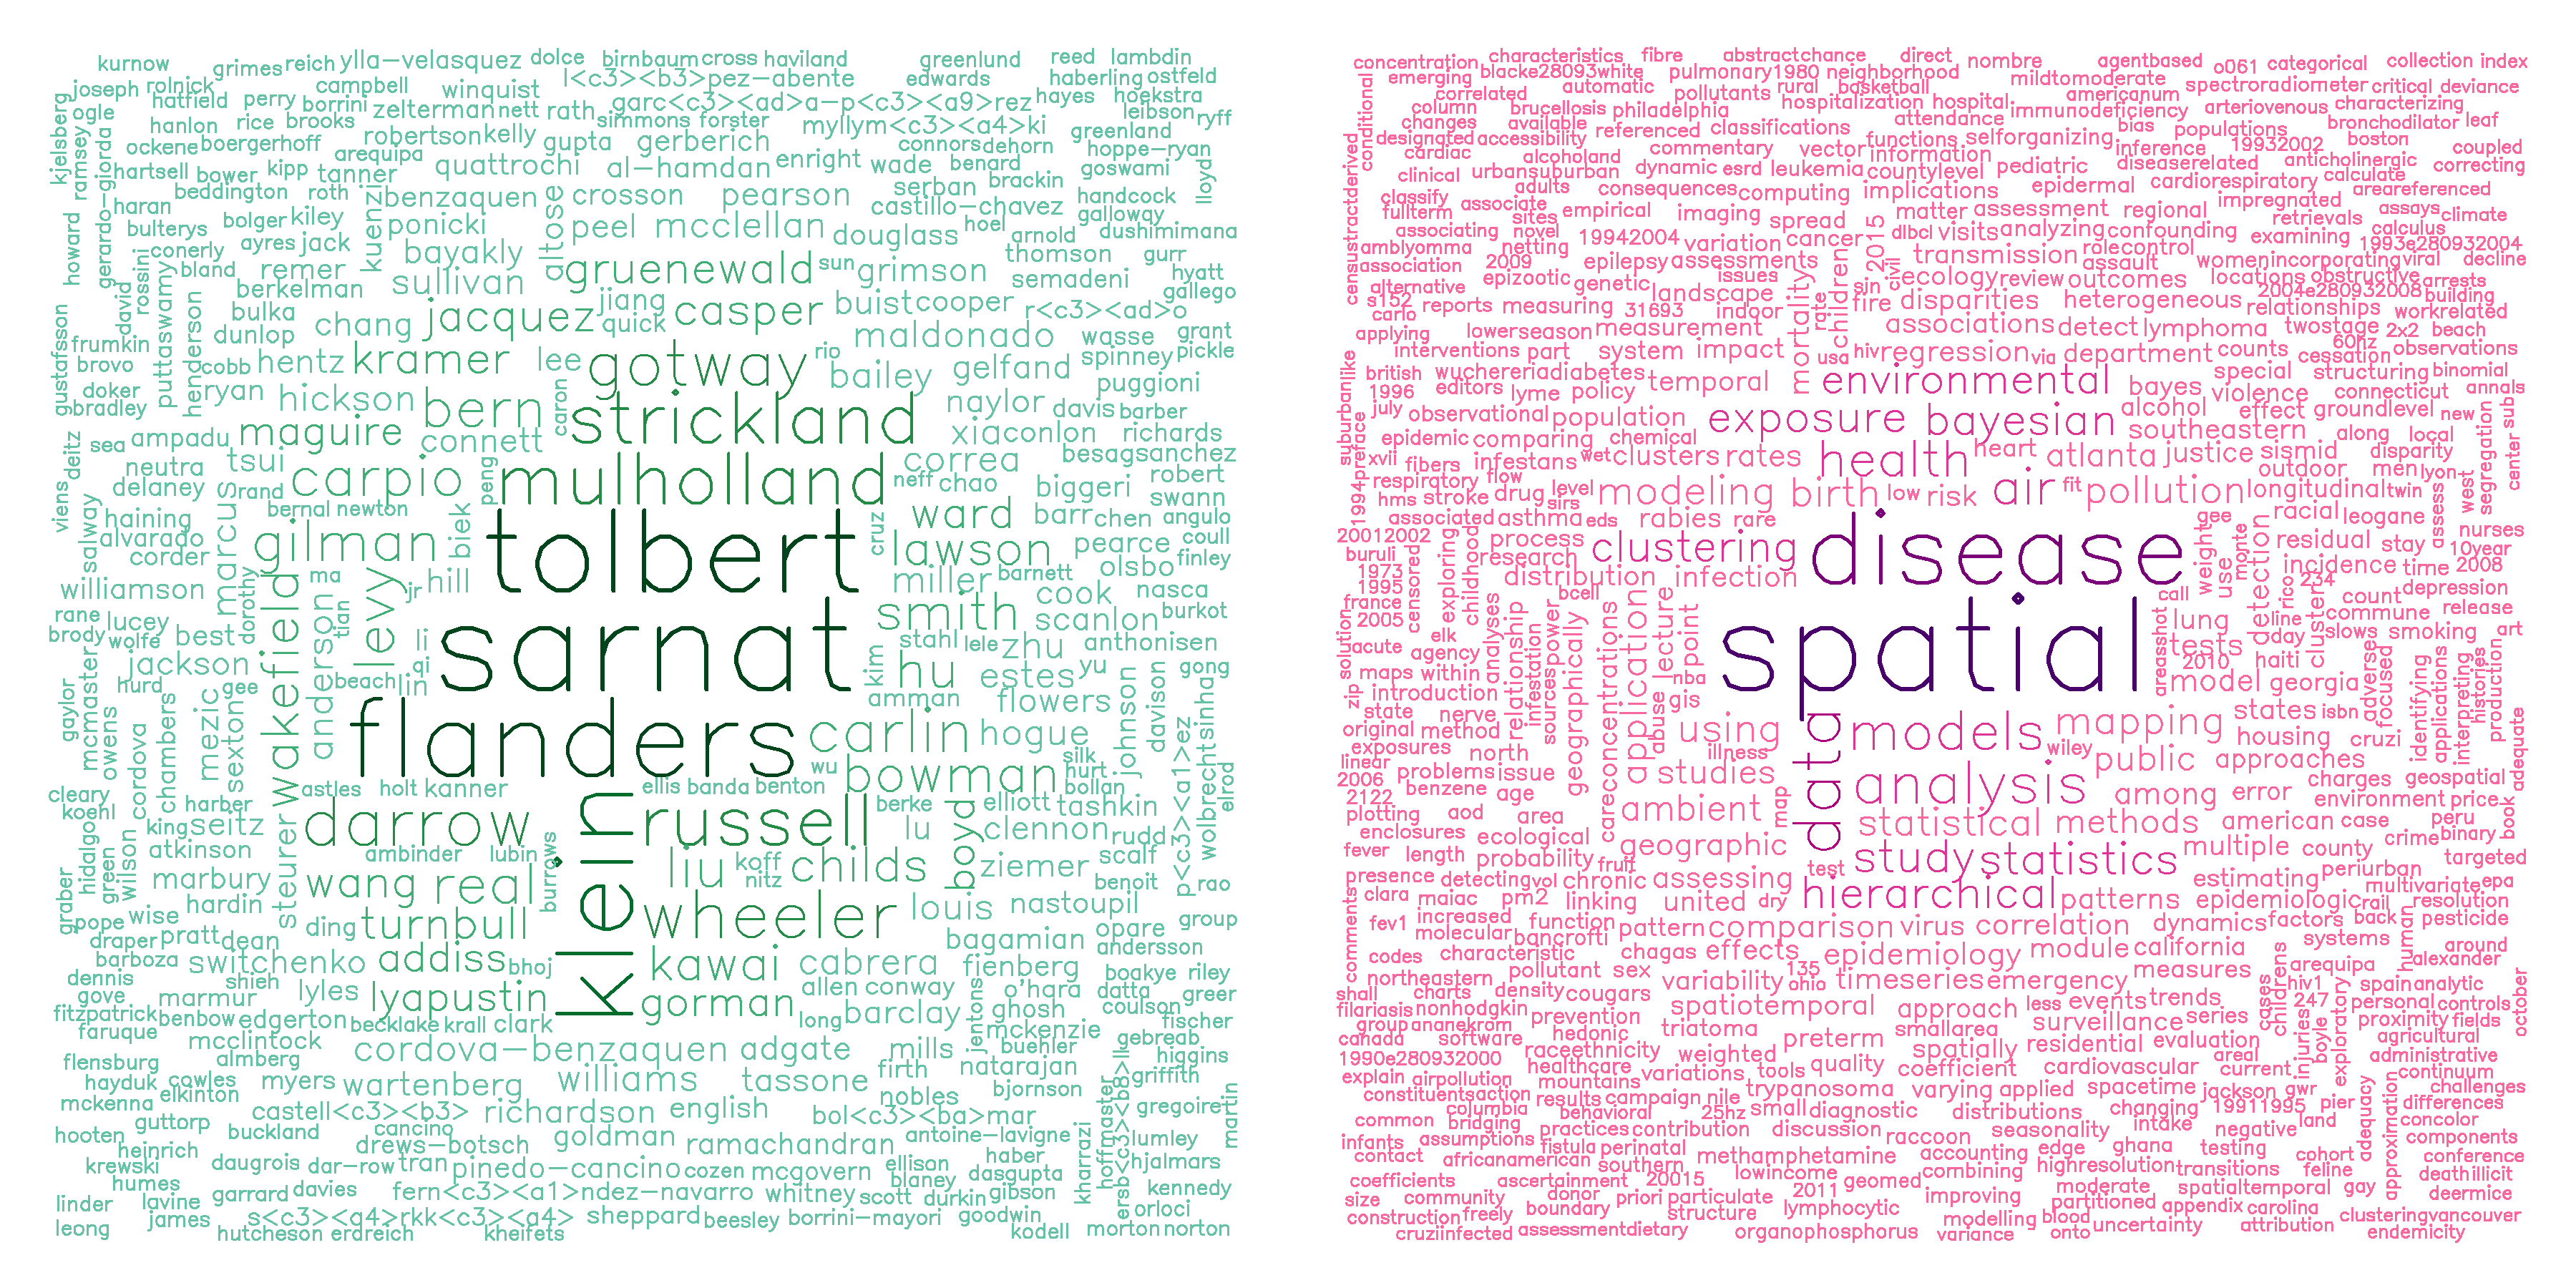 kurnow grimes reich ylla-velasquez dolce birnbaum cross haviland greenlund reed lambdin
joseph rolnick campbell winquist l<c3><b3>pez-abente edwards haberling ostfeld
ogle hatfield perry borrini zelterman nett rath garc<c3><ad>a-p<c3><a9>rez hayes hoekstra
kjelsberg ramsey hanlon rice brooks robertson kelly simmons forster myllym<c3><a4>ki leibson ryff greenland
ockene boergerhoff arequipa quattrochi gupta gerberich connors dehorn hoppe-ryan
hartsell bower kipp tanner al-hamdan enright wade benard goswami lloyd
gerardo-giorda beddington roth kuenzi benzaquen altose crosson pearson serban brackin handcock
haran bolger kiley ponicki peel mcclellan castillo-chavez gallowqy
howard bulterys conerly ayres jack bayakly douglass hoel arnold dushimimana
rossini david bland remer sullivan gruenewald sun grimson thomson gurr
puttaswamy berkelman semadeni hyatt gallego
gustafsson henderson bulka chang jacquez jiang quick casper buist cooper r<c3><ad>o
frumkin dunlop maldonado wasse grant
brovo cobb hentz kramer lee gotway rio bailey gelfand spinney pickle
doker ryan hickson bern caron strickland naylor davis barber puggioni
bradley maguire connett xia conlon richards
deitz sea ampadu tsui carpio peng mulholland correa besag sanchez
neutra rand neff chao biggeri robert
viens delaney marcus bernal newton swann
salway haining gilman biek tolbert cruz ward barr chen angulo
alvarado corder lawson pearce coull finley
williamson wakefield ma levy jr hill miller barnett olsbo nasca
rane lucey dorothy anderson tian smith cook scanlon burkot
brody wolfe best li sarnat stahl lele zhu anthonisen
mcmaster jackson qi kim hu estes yu gong
gaylor hurd mezic gee beach lin amman flowers johnson davison
owens cordova chambers sexton flanders carlin hogue silk wolbrecht sinha
cleary koehl astles holt kanner klein wu bowman hurt bollan p<c3><a1>ez elrod
harber steurer darrow ellis banda benton berke elliott tashkin
hidalgo king seitz russell boyd lu clennon rudd
green wilson atkinson ambinder lubin burrows liu koff nitz childs ziemer scalf
graber marbury wang real benoit rao
pope wise hardin ding turnbull wheeler louis nastoupil group
draper pratt dean bagamian opare andersson
barboza switchenko addiss bhoj kawai cabrera fienberg boakye riley
dennis shieh lyles lyapustin gorman allen conway o'hara datta greer
gove marmur long barclay jentons ghosh coulson
fitzpatrick benbow edgerton becklake krall clark mckenzie fischer
faruque mcclintock cordova-benzaquen adgate mills buehler gebreab
flensburg almberg firth natarajan higgins
hayduk cowles myers wartenberg williams tassone bjornson griffith
mckenna elkinton castell<c3><b3> richardson english nobles hoffmaster gregoire martin
hooten guttorp buckland cancino bol<c3><ba>mar
heinrich drews-botsch goldman ramachandran antoine-lavigne kharrazi ersb<c3><b8>ll lumley
krewski daugrois dar-row tran pinedo-cancino cozen mcgovern ellison haber hjalmars
humes blaney dasgupta
linder lavine garrard davies fern<c3><a1>ndez-navarro whitney scott durkin gibson kennedy
leong james s<c3><a4>rkk<c3><a4> sheppard beesley borrini-mayori goodwin orloci
hutcheson erdreich kheifets kodell morton norton
concentration characteristics fibre abstract chance direct nombre agentbased o061 categorical collection index
emerging blacke28093white pulmonary 1980 neighborhood mildtomoderate
conditional correlated automatic pollutants rural basketball americanum spectroradiometer critical deviance
column brucellosis philadelphia hospitalization hospital immunodeficiency arteriovenous characterizing
changes available referenced classifications attendance bias populations bronchodilator leaf
designated accessibility functions selforganizing inference 19932002 boston
censustractderived cardiac alcoholand commentary vector information diseaserelated anticholinergic coupled
clinical urbansuburban dynamic esrd leukemia countylevel pediatric calculate correcting
classify adults consequences computing implications epidermal cardiorespiratory areareferenced
fullterm associate sites empirical imaging spread 2015 matter assessment regional impregnated assays climate
associating novel retrievals calculus
amblyomma netting 19942004 variation cancer dlbcl visits analyzing confounding examining 1993e280932004
association 2009 epilepsy assessments children civil transmission rolecontrol women incorporating viral decline
alternative epizootic genetic issues mortality sin ecology review outcomes assault locations obstructive arrests
s152 carlo reports measuring 31693 landscape indoor rate fire disparities heterogeneous 2004e280932008 building
applying lower season measurement associations detect lymphoma relationships workrelated twostage 2x2 beach
interventions part system impact usa hiv regression via department counts 60hz cessation observations
suburban like british wuchereria diabetes temporal environmental bayes special structuring binomial
1996 editors lyme policy violence connecticut annals
preface july observational population exposure bayesian alcohol effect groundlevel new
epidemic comparing chemical southeastern along local segregation center subs
xvii fibers infestans wet clusters rates health heart atlanta justice sismid disparity
respiratory flow outdoor men lyon
20 1994 hms stroke drug level sirs modeling birth low risk air fit pollution longitudinal twin west
associated asthma eds rabies rare disease gee racial leogane assess
20012002 process research clustering weight use monte detection residual stay nurses
buruli exploring childhood distribution infection incidence time 10year 2008
1973 1995 censored bcell rico 234 depression
france 2005 analyses relationship power geographically concentrations application lecture point spatial call line count commune release
solution acute elk agency areas shot lung tests day cluster slows smoking art
maps within infestation sources abuse nba 2010 haiti adverse
zip introduction gis model georgia focused histories production
state nerve data states isbn identifying applications interpreting
original method using models mapping housing cruzi
exposures north illness wiley public approaches adequate
linear 2006 problems issue studies analysis charges geospatial
2122 benzene age care ambient map among error environment price book
plotting aod area statistical methods american case peru
enclosures ecological geographic crime binary
fever length probability fruit test study statistics multiple county targeted
presence detecting vol chronic assessing estimating periurban
comments clara maiac pm2 linking united dry hierarchical patterns epidemiologic multivariate epa rail resolution
fev1 increased function pattern comparison virus correlation dynamics factors back pesticide
molecular bancrofti
codes characteristic chagas effects epidemiology module california systems human around
northeastern pollutant sex 135 ohio arequipa alexander
shall charts density cougars variability timeseries emergency measures cases childrens hiv1 spain analytic october
filariasis nonhodgkin spatiotemporal approach less events trends 247 personal controls
group ananekrom prevention surveillance series injuries boyle exploratory proximity fields
canada software hedonic triatoma preterm smallarea agricultural
1990e280932000 raceethnicity weighted spatially residential evaluation administrative
explain airpollution healthcare variations tools quality coefficient cardiovascular areal current continuum
mountains
constituents action results campaign nile trypanosoma varying applied spacetime jackson gwr challenges
columbia behavioral 25hz small diagnostic distributions changing 19911995 pier differences
common bridging practices contribution discussion seasonality intake land concolor
infants assumptions fistula perinatal raccoon accounting edge ghana negative testing adequacy approximation components
contact africanamerican southern methamphetamine combining highresolution transitions cohort feline conference
coefficients ascertainment 20015 lowincome geomed moderate death illicit
size community donor priori particulate 2011 improving partitioned spatialtemporal gay deermice
construction freely boundary structure lymphocytic modelling blood appendix carolina clustering vancouver
cruziinfected assessment dietary organophosphorus variance onto uncertainty attribution endemicity